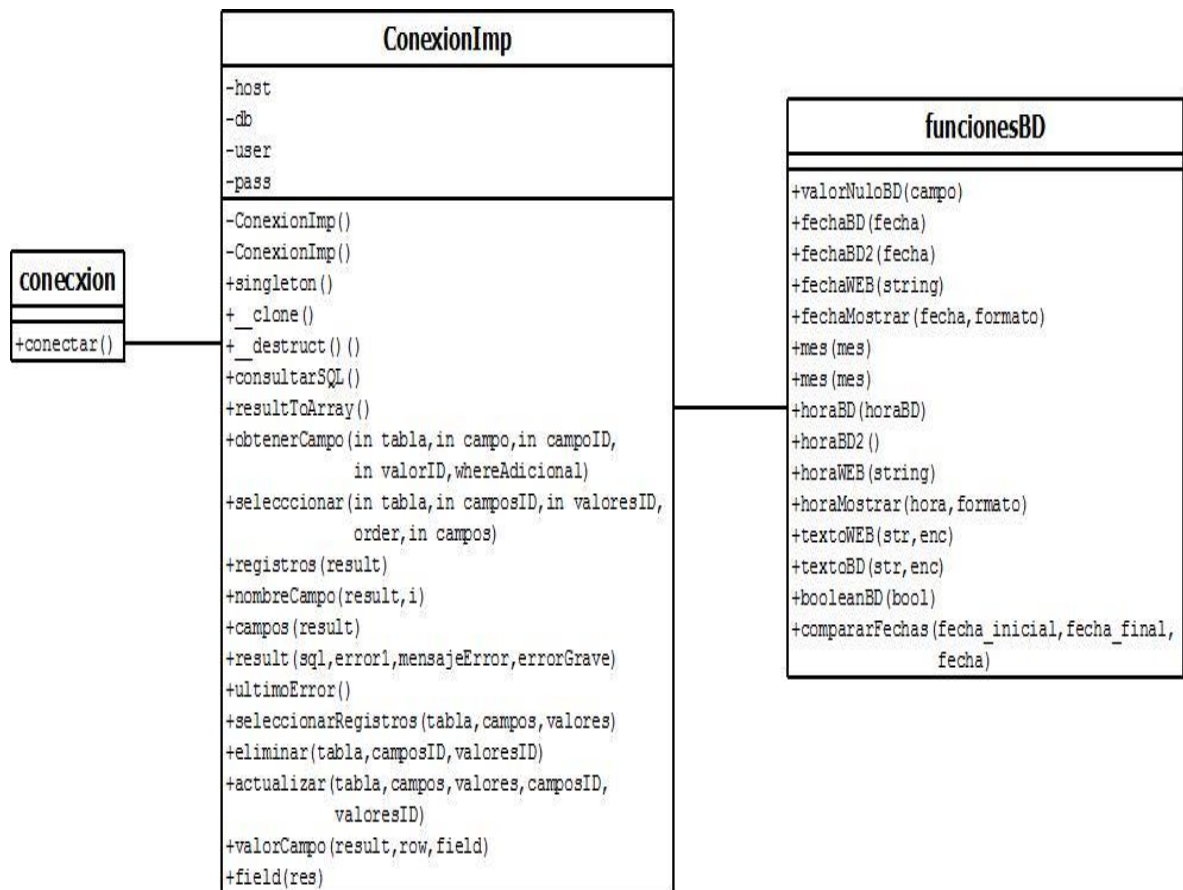 conecxion
+conectar()
ConexionImp
-host
-db
-user
-pass
-ConexionImp()
-ConexionImp()
+singleton()
+__clone()
+__destruct()()
+consultarSQL()
+resultToArray()
+obtenerCampo(in tabla,in campo,in campoID,
in valorID,whereAdicional)
+selecccionar(in tabla,in camposID,in valoresID,
order,in campos)
+registros(result)
+nombreCampo(result,i)
+campos(result)
+result(sql,error1,mensajeError,errorGrave)
+ultimoError()
+seleccionarRegistros(tabla,campos,valores)
+eliminar(tabla,camposID,valoresID)
+actualizar(tabla,campos,valores,camposID,
valoresID)
+valorCampo(result,row,field)
+field(res)
funcionesBD
+valorNuloBD(campo)
+fechaBD(fecha)
+fechaBD2(fecha)
+fechaWEB(string)
+fechaMostrar(fecha,formato)
+mes(mes)
+mes(mes)
+horaBD(horaBD)
+horaBD2()
+horaWEB(string)
+horaMostrar(hora,formato)
+textoWEB(str,enc)
+textoBD(str,enc)
+booleanBD(bool)
+compararFechas(fecha_inicial,fecha_final,
fecha)